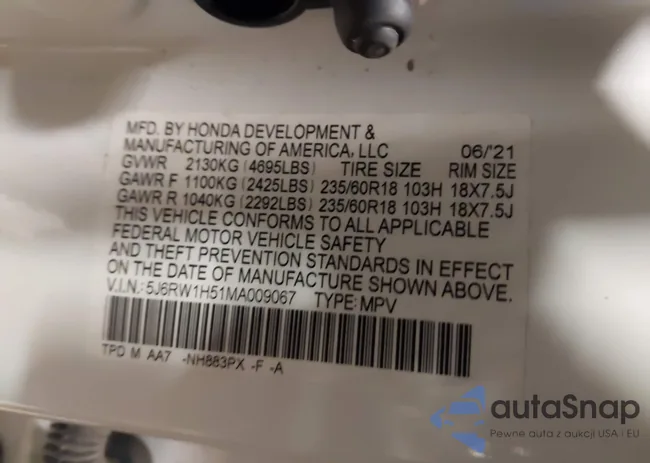 MFD. BY HONDA DEVELOPMENT &
MANUFACTURING OF AMERICA, LLC 06/'21
GVWR 2130KG (4695LBS) TIRE SIZE RIM SIZE
GAWR F 1100KG (2425LBS) 235/60R18 103H 18X7.5J
GAWR R 1040KG (2292LBS) 235/60R18 103H 18X7.5J
THIS VEHICLE CONFORMS TO ALL APPLICABLE
FEDERAL MOTOR VEHICLE SAFETY
AND THEFT PREVENTION STANDARDS IN EFFECT
ON THE DATE OF MANUFACTURE SHOWN ABOVE.
V.I.N.: 5J6RW1H51MA009067 TYPE: MPV
TPO M AA7 -NH883PX -F -A
autaSnap
Pewne auta z aukcji USA i EU